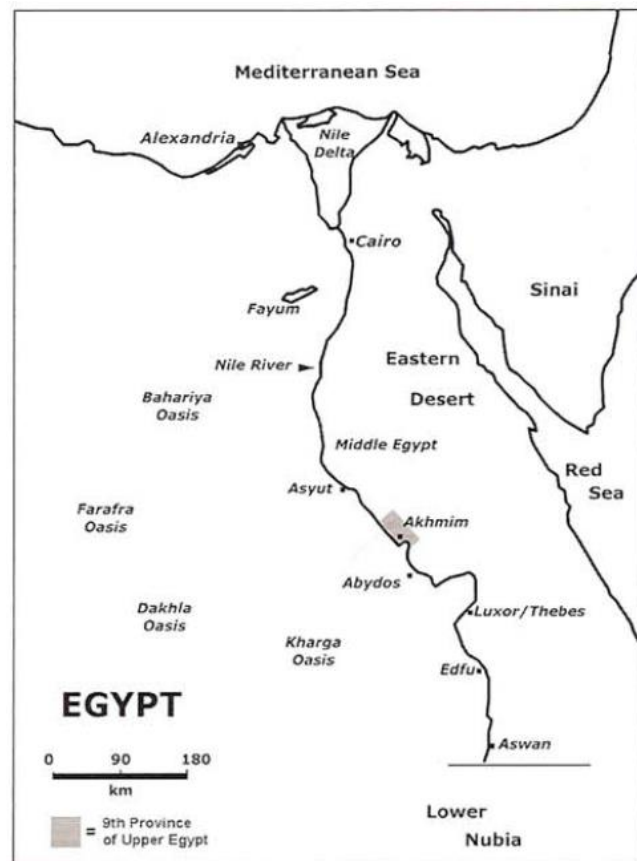 Mediterranean Sea
Alexandria
Nile
Delta
Cairo
Sinai
Fayum
Eastern
Desert
Nile River
Bahariya
Oasis
Middle Egypt
Red
Sea
Asyut
Farafra
Oasis
Akhmim
Abydos
Dakhla
Oasis
Luxor/Thebes
Kharga
Oasis
Edfu
EGYPT
Aswan
0 90 180
km
Lower
Nubia
= 9th Province
of Upper Egypt